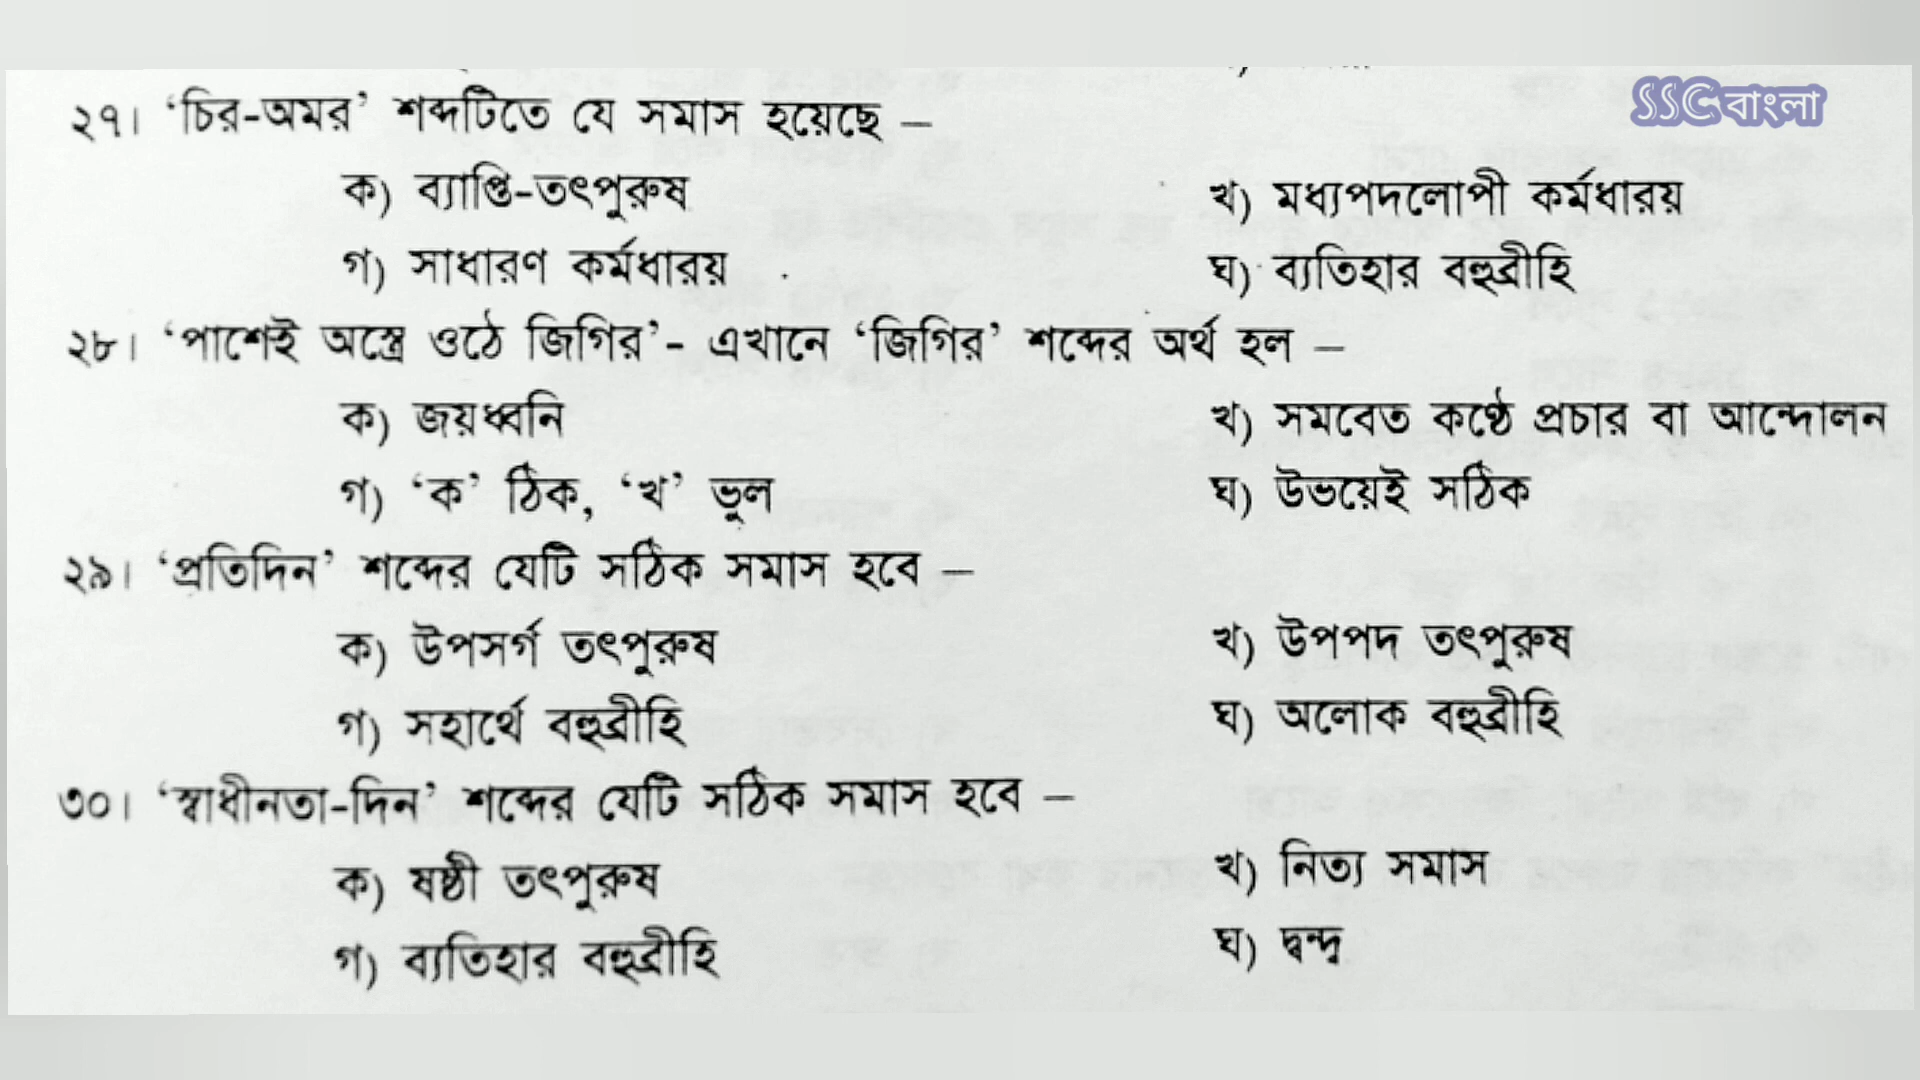 SSC বাংলা
২৭। ‘চির-অমর’ শব্দটিতে যে সমাস হয়েছে –
ক) ব্যাপ্তি-তৎপুরুষ খ) মধ্যপদলোপী কর্মধারয়
গ) সাধারণ কর্মধারয় ঘ) ব্যতিহার বহুব্রীহি
২৮। ‘পাশেই অস্ত্রে ওঠে জিগির’- এখানে ‘জিগির’ শব্দের অর্থ হল –
ক) জয়ধ্বনি খ) সমবেত কণ্ঠে প্রচার বা আন্দোলন
গ) ‘ক’ ঠিক, ‘খ’ ভুল ঘ) উভয়েই সঠিক
২৯। ‘প্রতিদিন’ শব্দের যেটি সঠিক সমাস হবে –
ক) উপসর্গ তৎপুরুষ খ) উপপদ তৎপুরুষ
গ) সহার্থে বহুব্রীহি ঘ) অলোক বহুব্রীহি
৩০। ‘স্বাধীনতা-দিন’ শব্দের যেটি সঠিক সমাস হবে –
ক) ষষ্ঠী তৎপুরুষ খ) নিত্য সমাস
গ) ব্যতিহার বহুব্রীহি ঘ) দ্বন্দ্ব